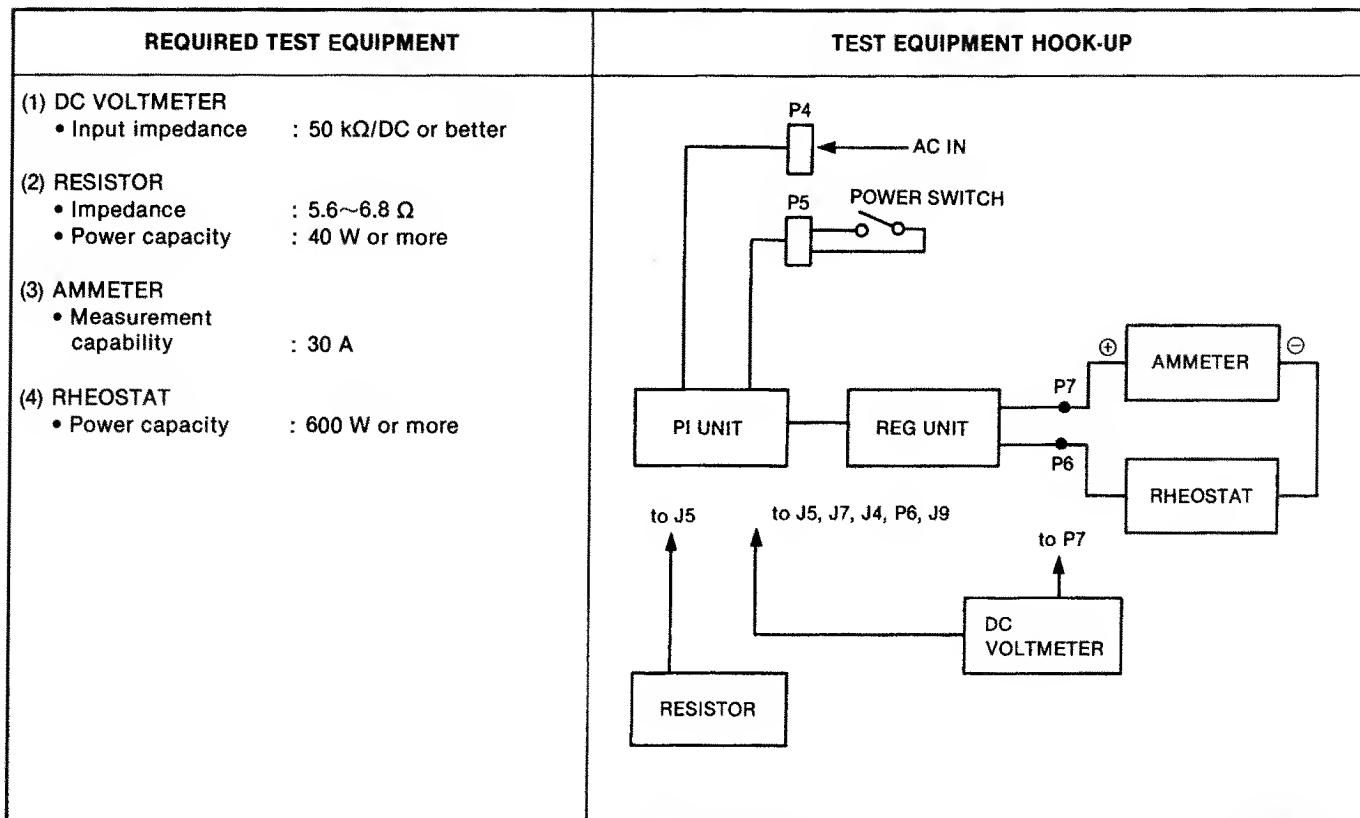 REQUIRED TEST EQUIPMENT
(1) DC VOLTMETER
• Input impedance : 50 kΩ/DC or better
(2) RESISTOR
• Impedance : 5.6~6.8 Ω
• Power capacity : 40 W or more
(3) AMMETER
• Measurement
capability : 30 A
(4) RHEOSTAT
• Power capacity : 600 W or more
TEST EQUIPMENT HOOK-UP
P4
AC IN
P5
POWER SWITCH
⊕
AMMETER
⊖
P7
PI UNIT
REG UNIT
P6
RHEOSTAT
to J5
to J5, J7, J4, P6, J9
to P7
DC
VOLTMETER
RESISTOR